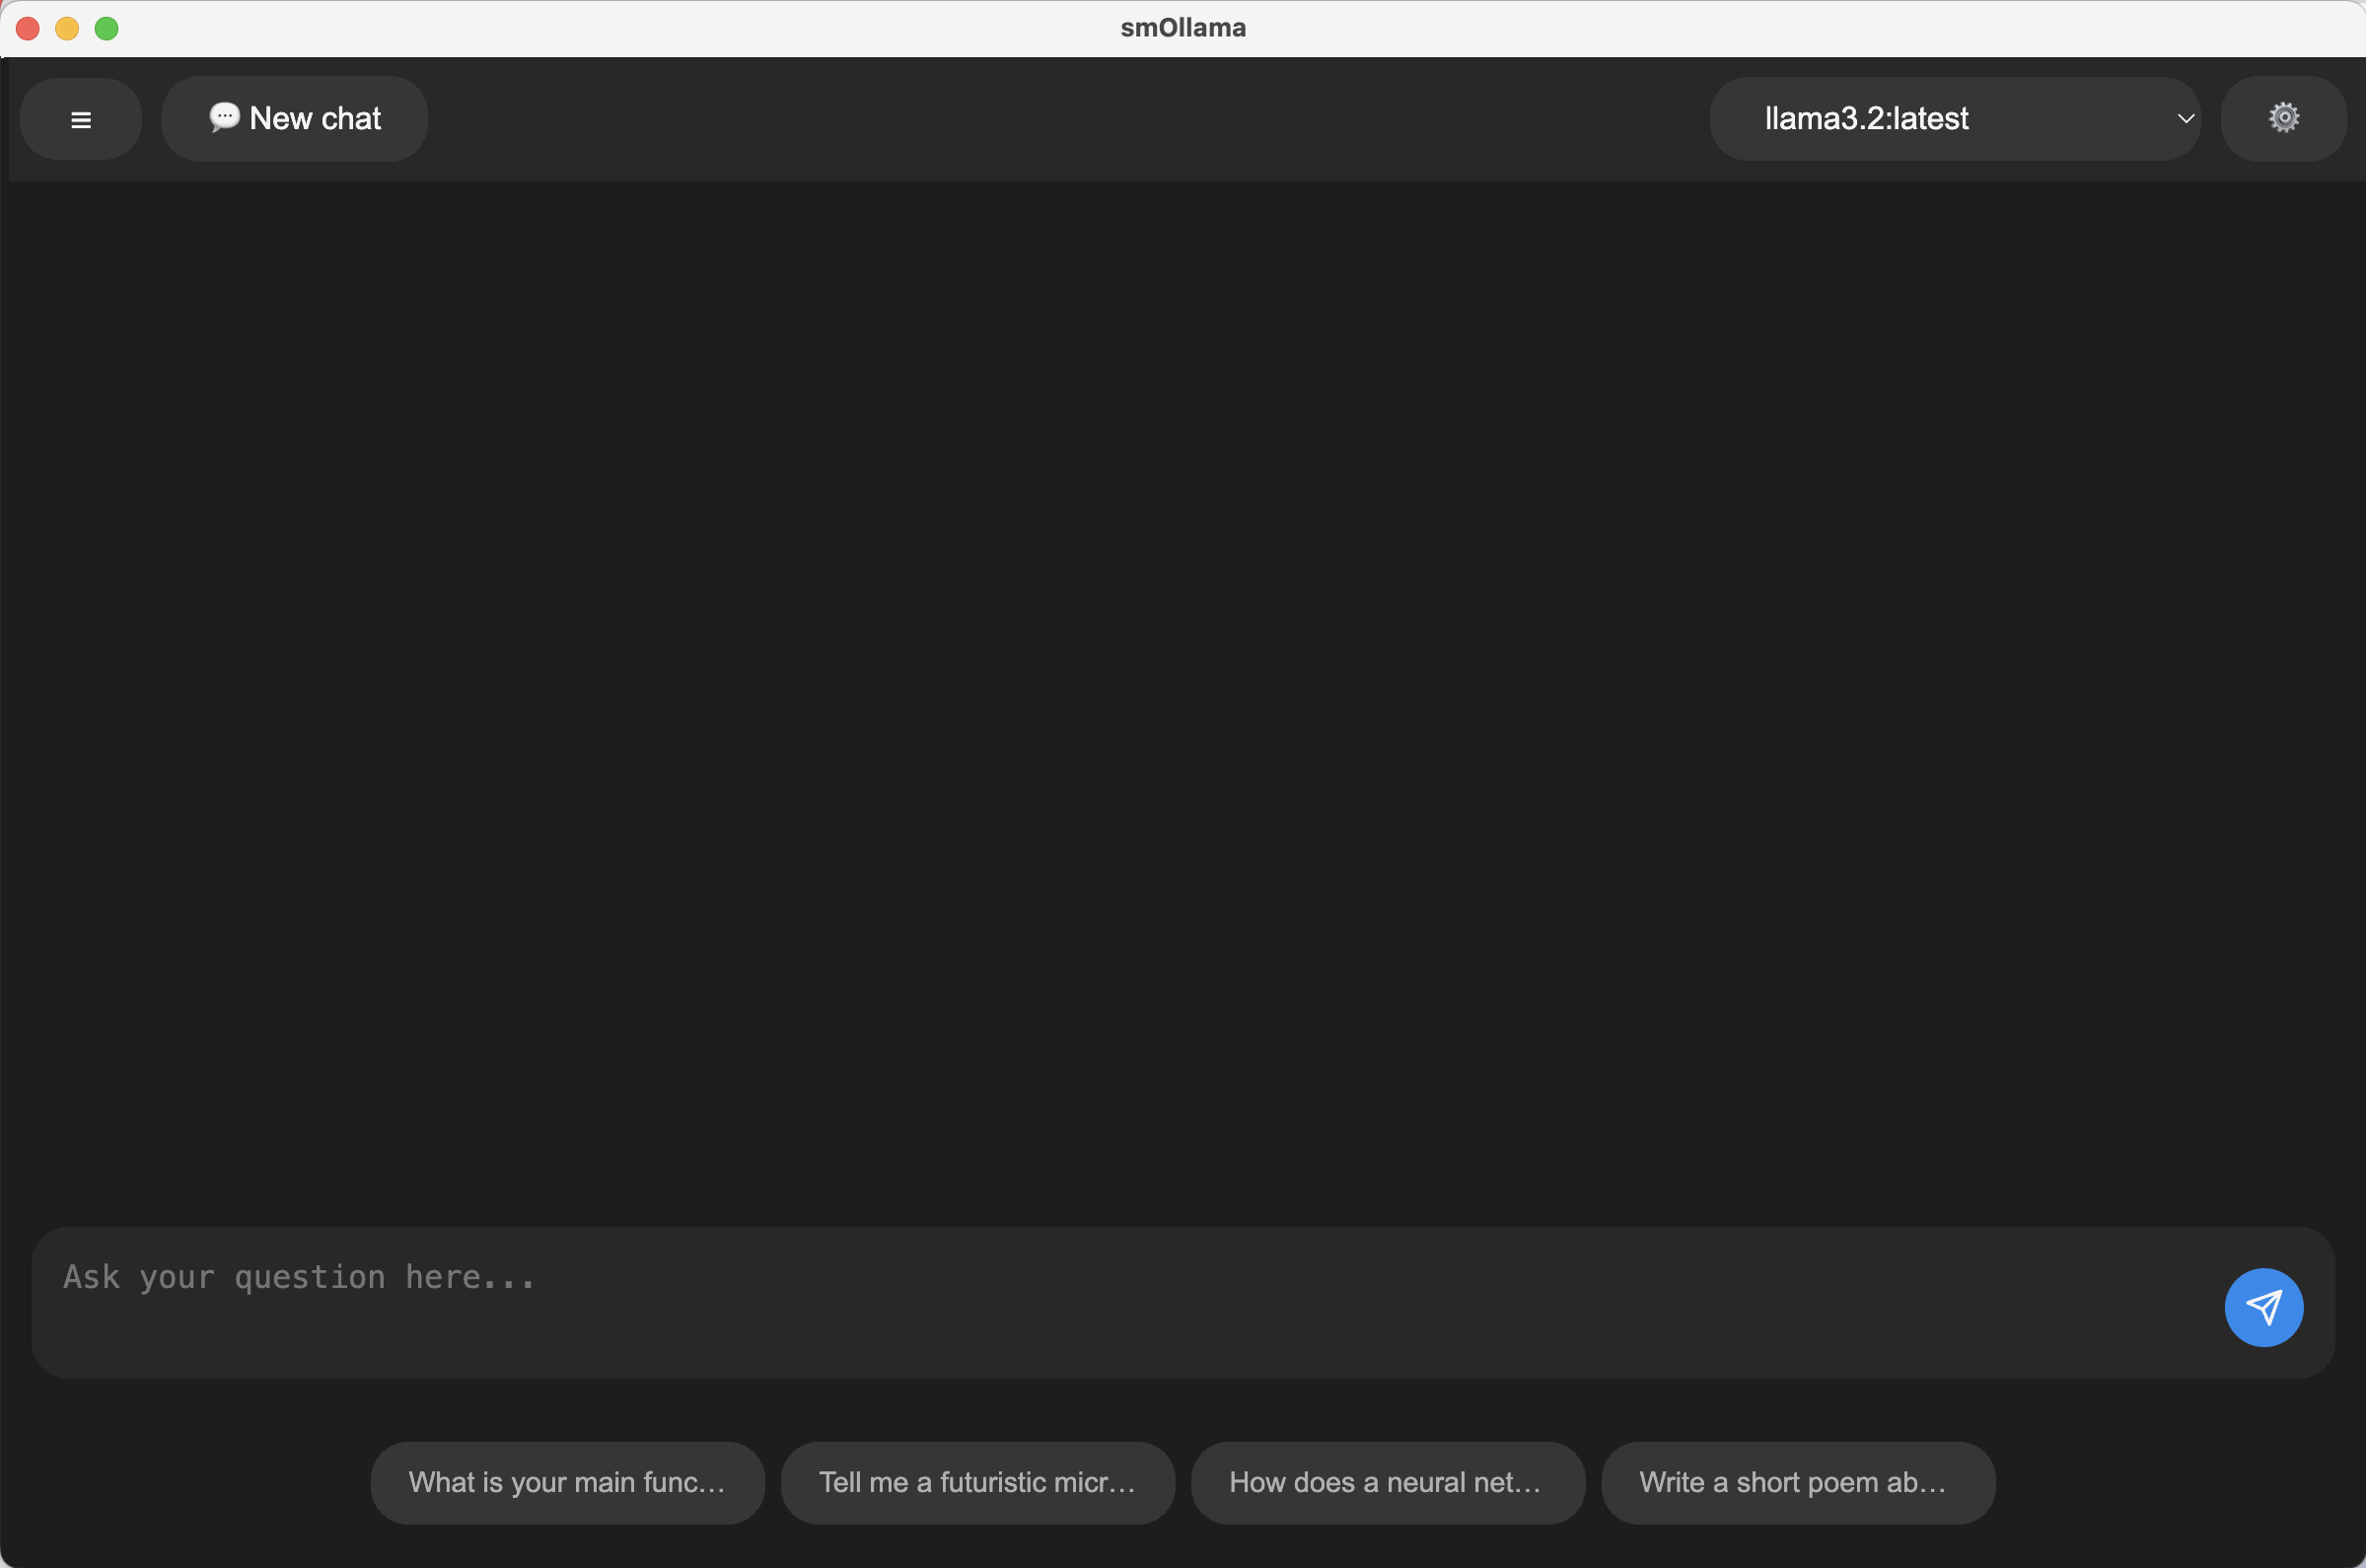 smOllama
New chat
llama3.2:latest
Ask your question here...
What is your main func...
Tell me a futuristic micr...
How does a neural net...
Write a short poem ab...